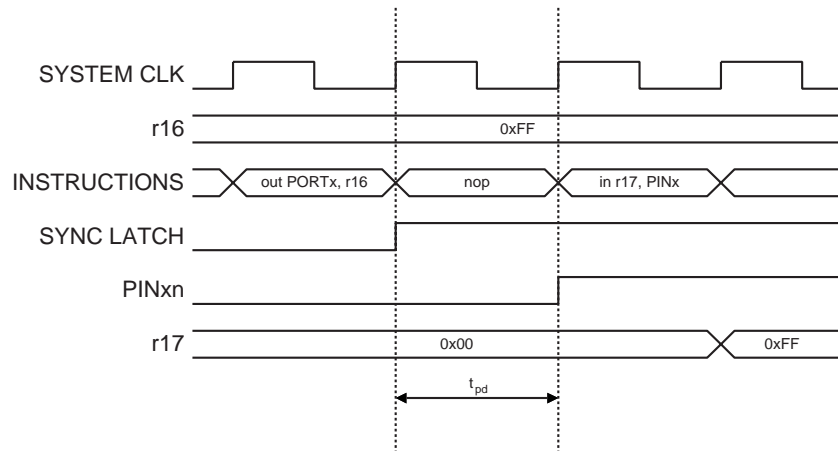 SYSTEM CLK
r16
0xFF
INSTRUCTIONS
out PORTx, r16
nop
in r17, PINx
SYNC LATCH
PINxn
r17
0x00
0xFF
tpd